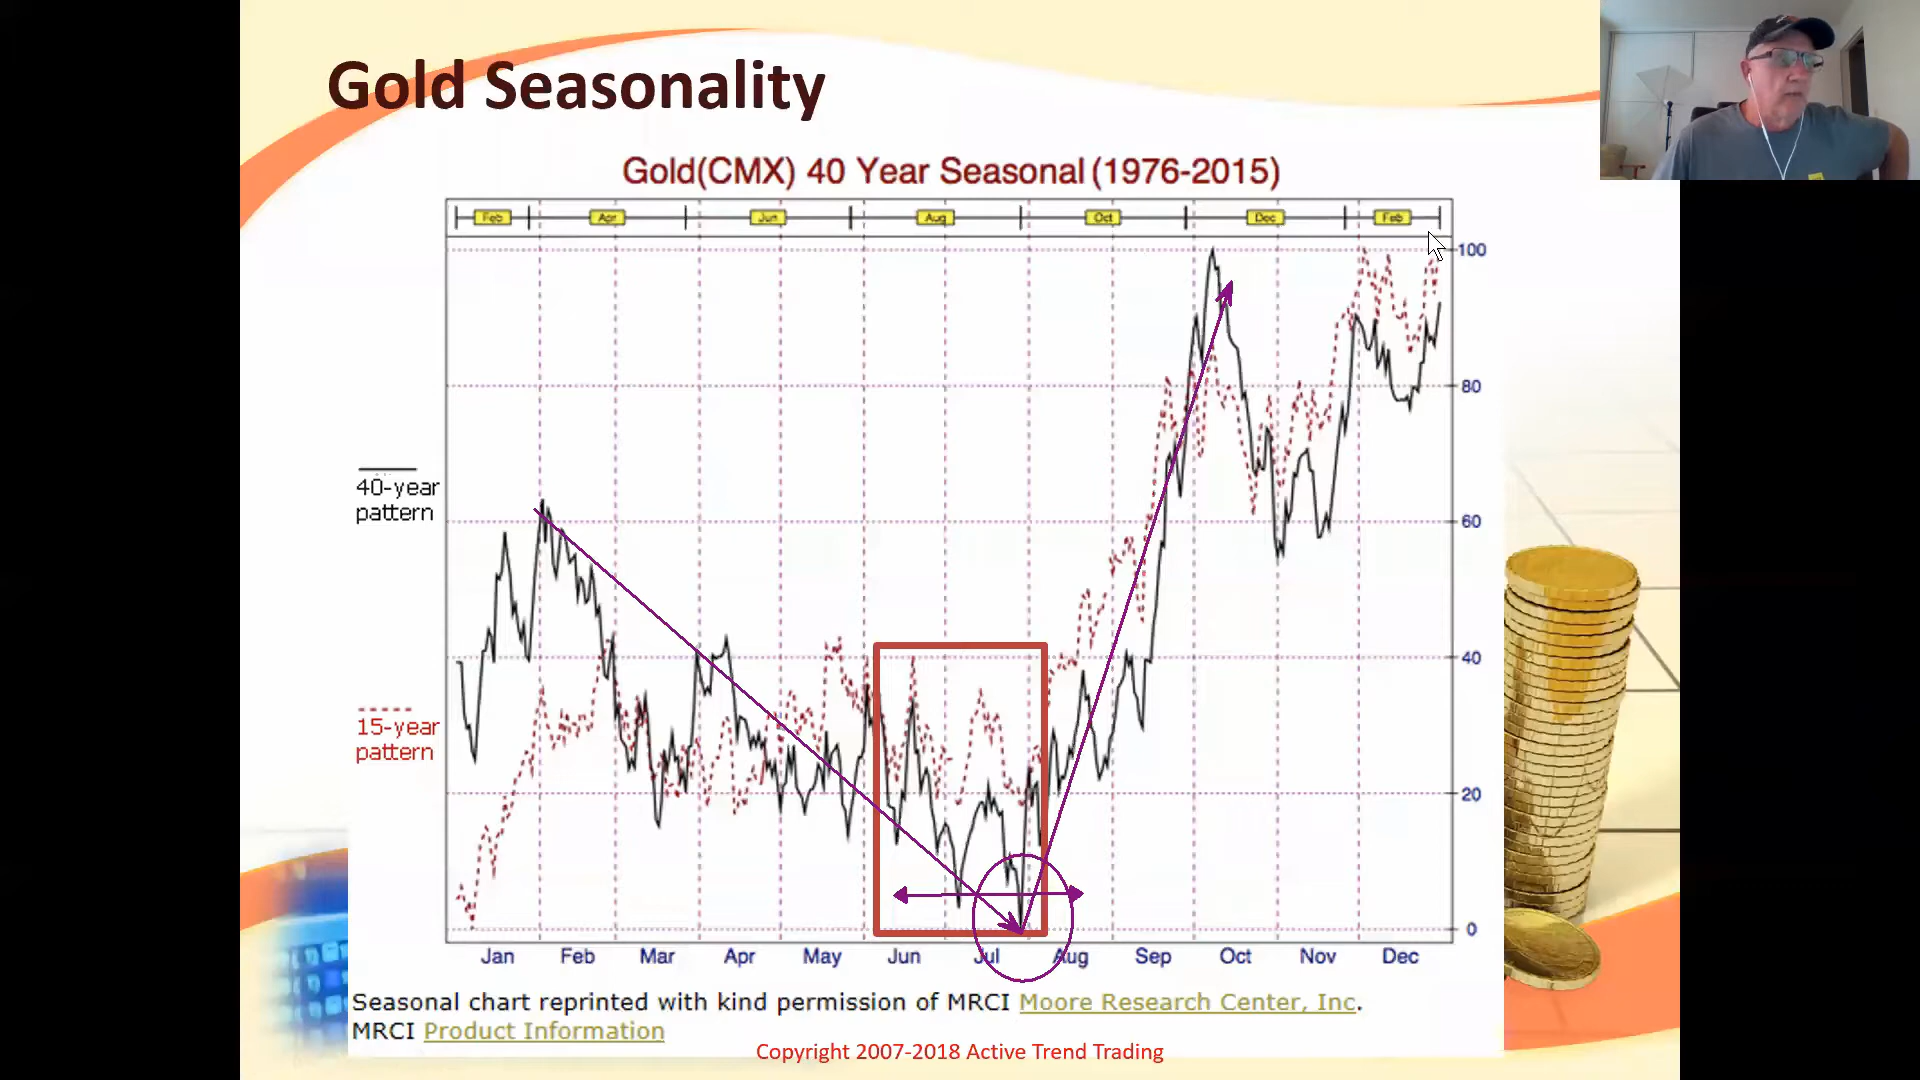 Gold Seasonality
Gold(CMX) 40 Year Seasonal (1976-2015)
Feb Apr Jun Aug Oct Dec Feb
100
80
60
40
20
0
40-year
pattern
15-year
pattern
Jan Feb Mar Apr May Jun Jul Aug Sep Oct Nov Dec
Seasonal chart reprinted with kind permission of MRCI Moore Research Center, Inc.
MRCI Product Information
Copyright 2007-2018 Active Trend Trading